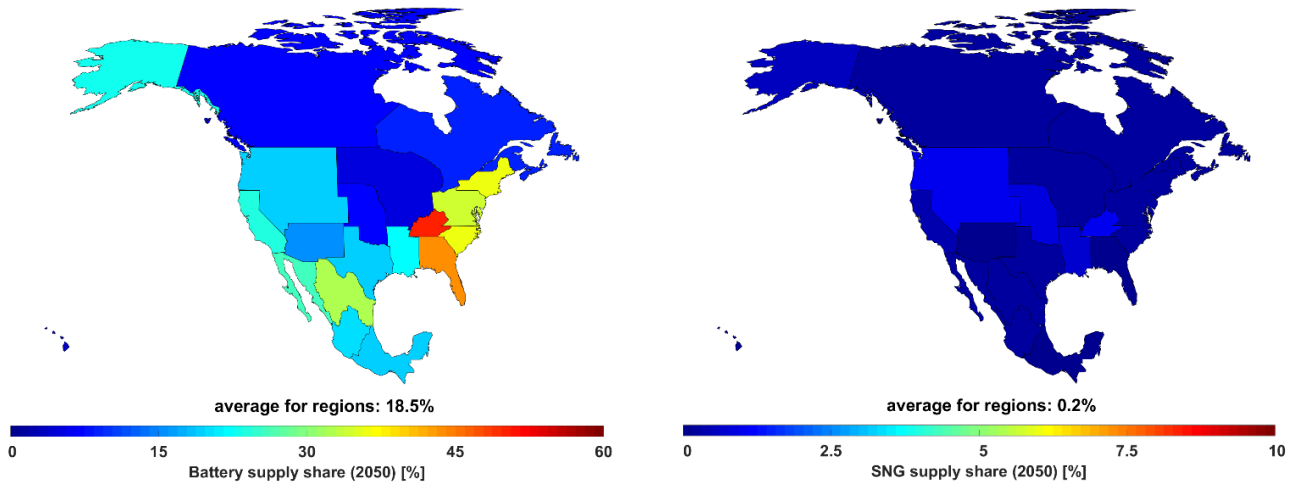 average for regions: 18.5%
0 15 30 45 60
Battery supply share (2050) [%]
average for regions: 0.2%
0 2.5 5 7.5 10
SNG supply share (2050) [%]